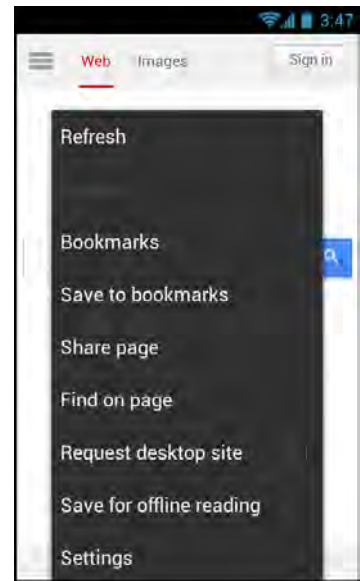 3:47
Web Images Sign in
Refresh
Bookmarks
Save to bookmarks
Share page
Find on page
Request desktop site
Save for offline reading
Settings